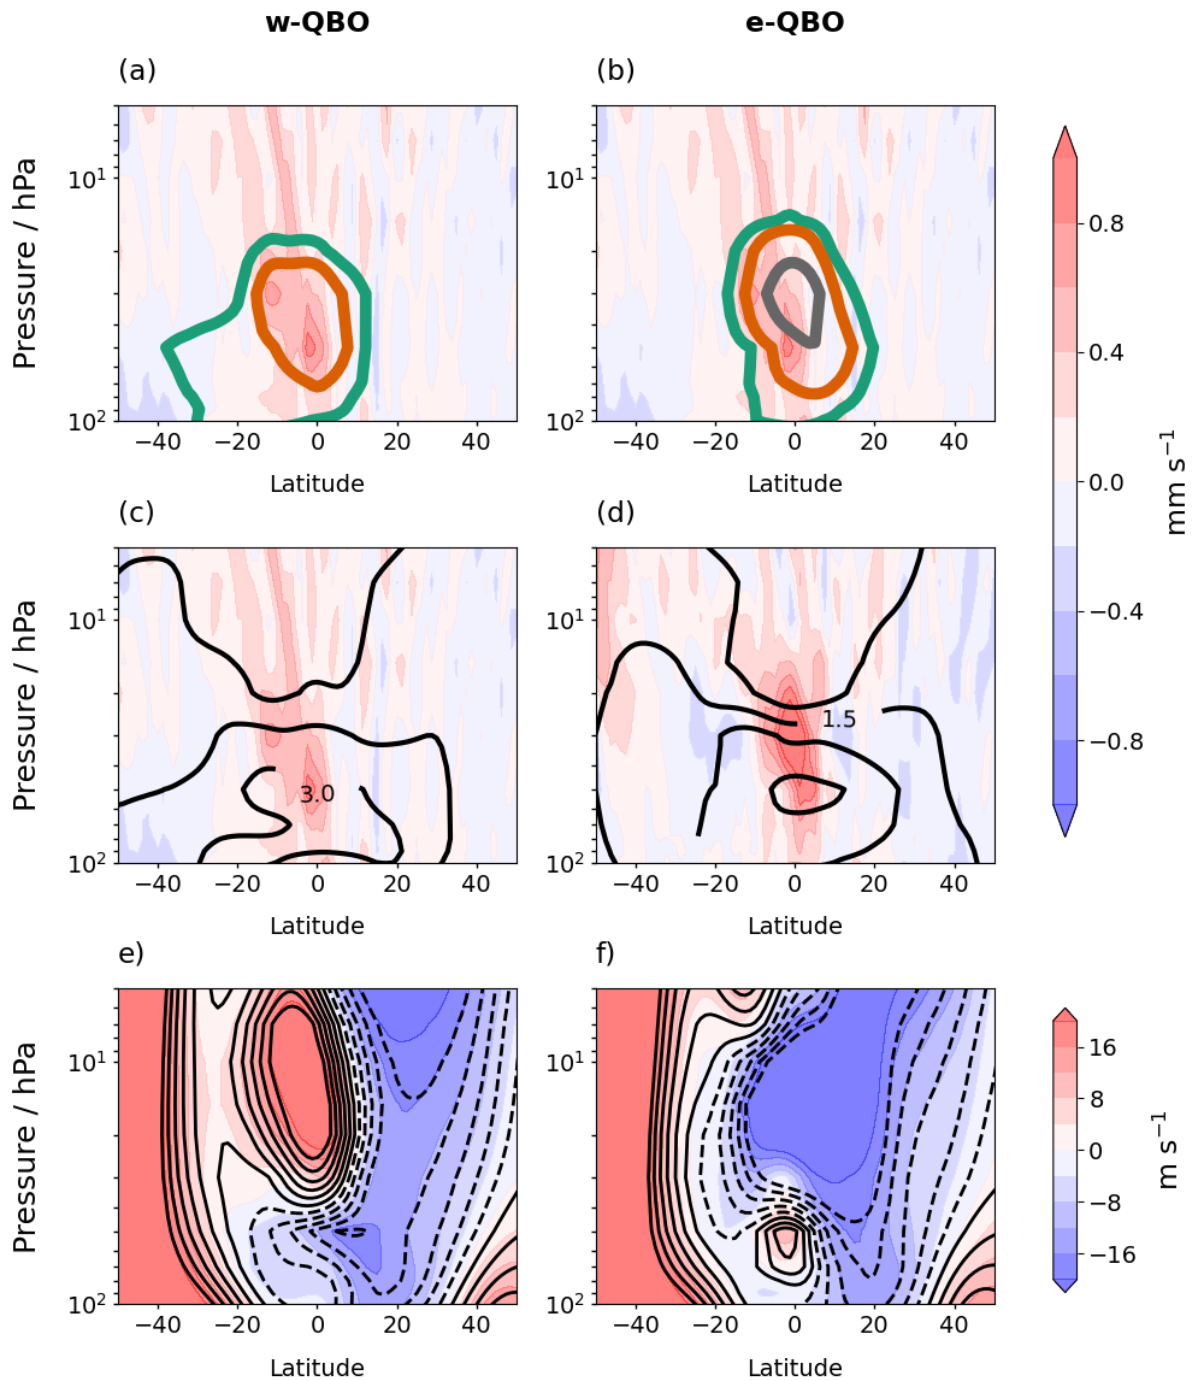 w-QBO
e-QBO
(a)
(b)
Pressure / hPa
10¹
10²
−40 −20 0 20 40
Latitude
10¹
10²
−40 −20 0 20 40
Latitude
0.8
0.4
0.0
−0.4
−0.8
mm s⁻¹
(c)
(d)
Pressure / hPa
10¹
10²
3.0
−40 −20 0 20 40
Latitude
10¹
10²
1.5
−40 −20 0 20 40
Latitude
e)
f)
Pressure / hPa
10¹
10²
−40 −20 0 20 40
Latitude
10¹
10²
−40 −20 0 20 40
Latitude
16
8
0
−8
−16
m s⁻¹